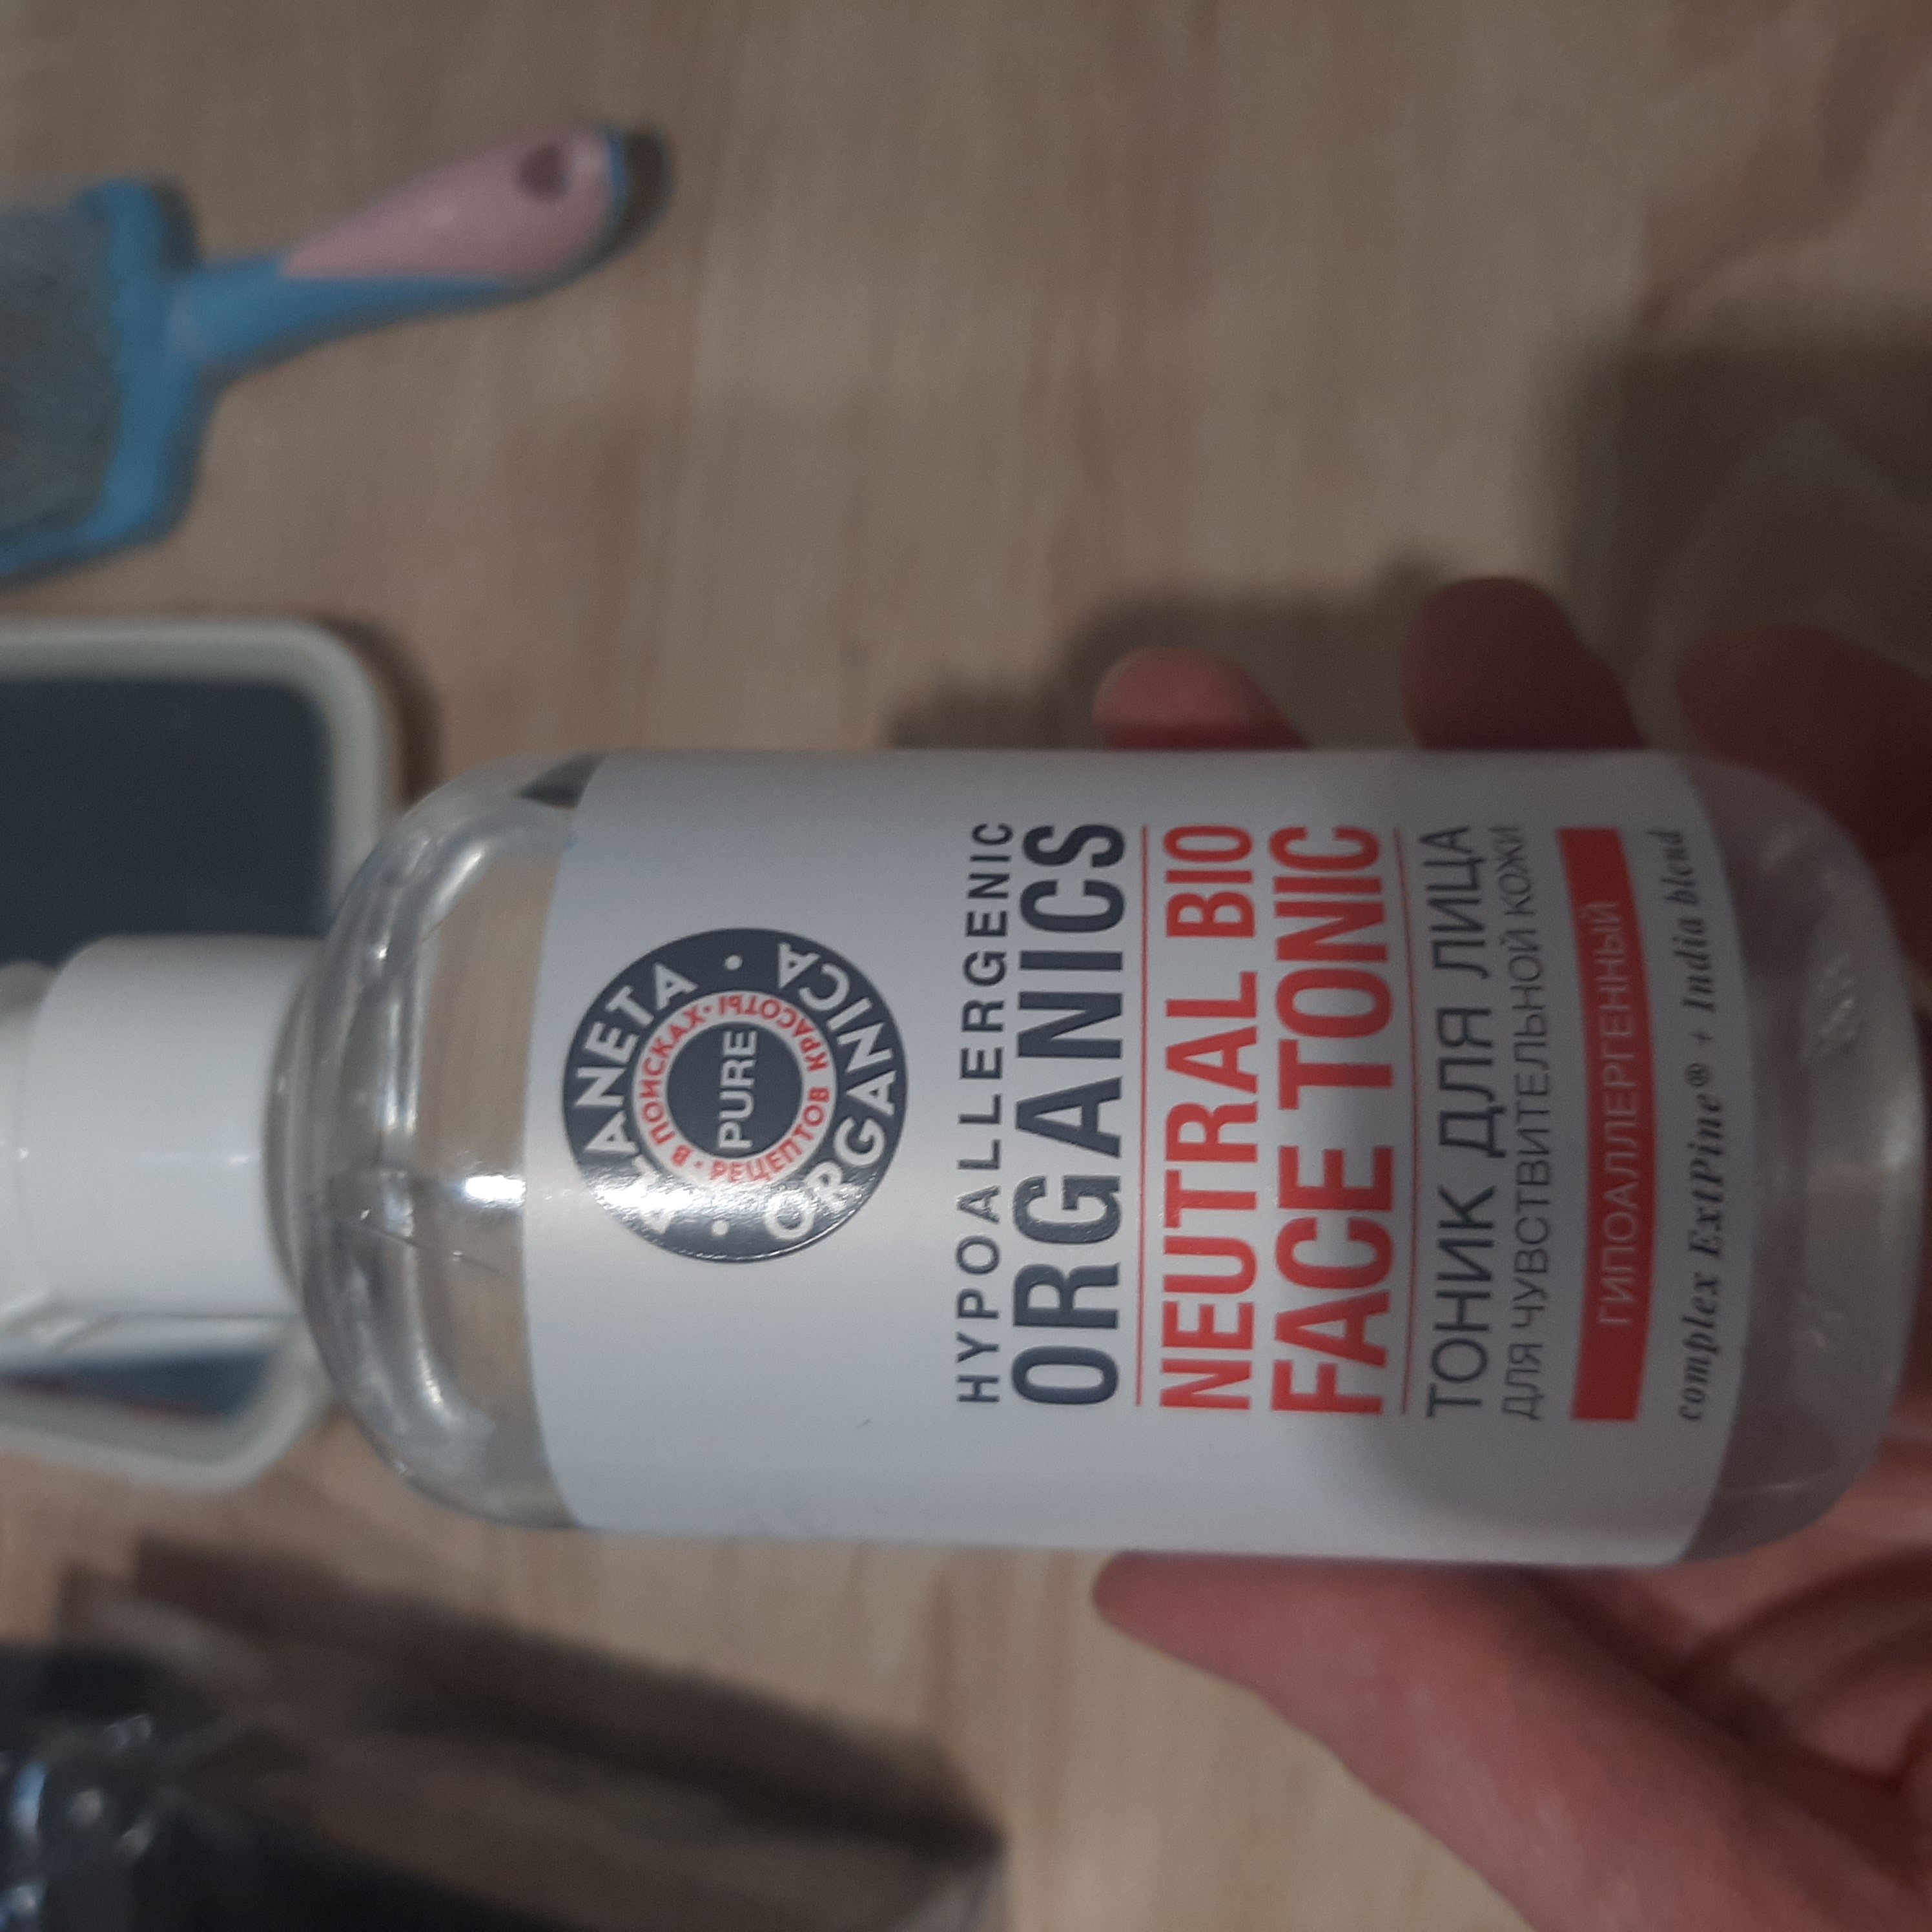 PLANETA
ORGANICA
В ПОИСКАХ • РЕЦЕПТОВ КРАСОТЫ •
PURE
HYPOALLERGENIC
ORGANICS
NEUTRAL BIO
FACE TONIC
ТОНИК ДЛЯ ЛИЦА
ДЛЯ ЧУВСТВИТЕЛЬНОЙ КОЖИ
ГИПОАЛЛЕРГЕННЫЙ
complex ExtPine® + India blend